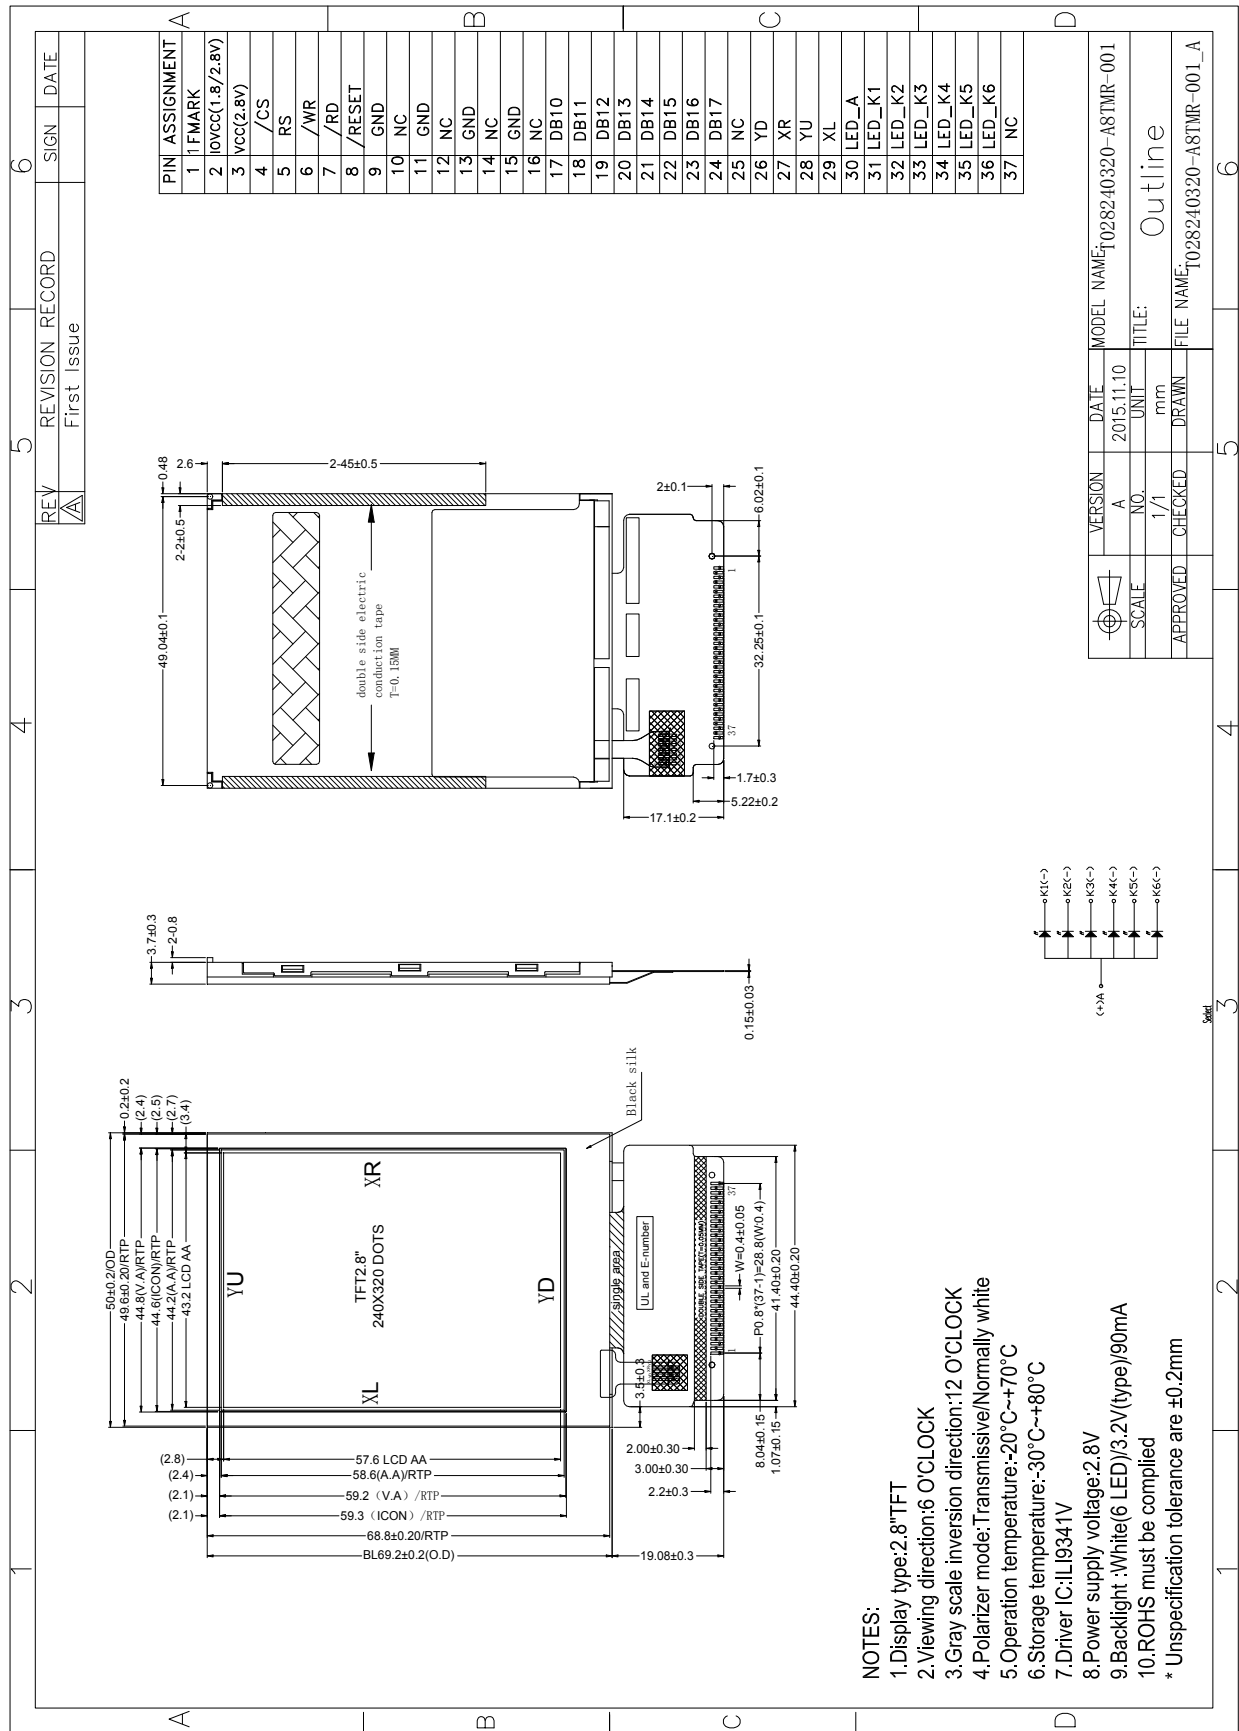 6
5
4
3
2
1
REV
REVISION RECORD
SIGN
DATE
A
First Issue
PIN ASSIGNMENT
1 1FMARK
2 IOVCC(1.8/2.8V)
3 VCC(2.8V)
4 /CS
5 RS
6 /WR
7 /RD
8 /RESET
9 GND
10 NC
11 GND
12 NC
13 GND
14 NC
15 GND
16 NC
17 DB10
18 DB11
19 DB12
20 DB13
21 DB14
22 DB15
23 DB16
24 DB17
25 NC
26 YD
27 XR
28 YU
29 XL
30 LED_A
31 LED_K1
32 LED_K2
33 LED_K3
34 LED_K4
35 LED_K5
36 LED_K6
37 NC
50±0.2/OD
49.6±0.20/RTP
44.8(V.A)/RTP
44.6(ICON)/RTP
44.2(A.A)/RTP
43.2 LCD AA
0.2±0.2
(2.4)
(2.5)
(2.7)
(3.4)
YU
XL
XR
TFT2.8"
240X320 DOTS
YD
(2.8)
(2.4)
(2.1)
(2.1)
57.6 LCD AA
58.6(A.A)/RTP
59.2 (V.A) /RTP
59.3 (ICON) /RTP
68.8±0.20/RTP
BL69.2±0.2(O.D)
19.08±0.3
Black silk
single area
UL and E-number
3.5±0.3
2.00±0.30
3.00±0.30
2.2±0.3
1
37
W=0.4±0.05
P0.8*(37-1)=28.8(W:0.4)
41.40±0.20
44.40±0.20
8.04±0.15
1.07±0.15
3.7±0.3
2-0.8
0.15±0.03
49.04±0.1
0.48
2-2±0.5
2.6
2-45±0.5
double side electric
conduction tape
T=0.15MM
2±0.1
6.02±0.1
37
1
32.25±0.1
1.7±0.3
5.22±0.2
17.1±0.2
(+)A
K1(-)
K2(-)
K3(-)
K4(-)
K5(-)
K6(-)
NOTES:
1.Display type:2.8"TFT
2.Viewing direction:6 O'CLOCK
3.Gray scale inversion direction:12 O'CLOCK
4.Polarizer mode:Transmissive/Normally white
5.Operation temperature:-20°C~+70°C
6.Storage temperature:-30°C~+80°C
7.Driver IC:ILI9341V
8.Power supply voltage:2.8V
9.Backlight :White(6 LED)/3.2V(type)/90mA
10.ROHS must be complied
* Unspecification tolerance are ±0.2mm
VERSION
DATE
MODEL NAME:
A
2015.11.10
T028240320-A8TMR-001
SCALE
NO.
UNIT
TITLE:
1/1
mm
Outline
APPROVED
CHECKED
DRAWN
FILE NAME:
T028240320-A8TMR-001_A
A
B
C
D
A
B
C
D
1
2
3
4
5
6